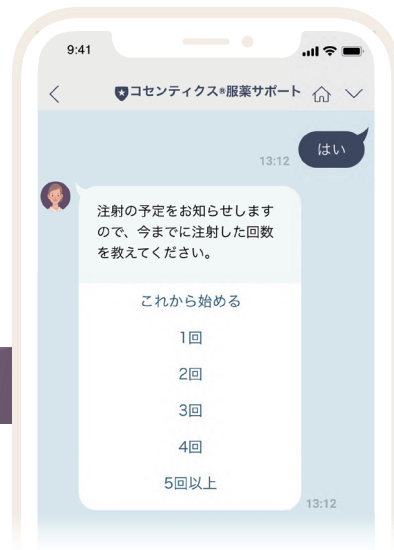 9:41
コセンティクス®服薬サポート
はい
13:12
注射の予定をお知らせします
ので、今までに注射した回数
を教えてください。
これから始める
1回
2回
3回
4回
5回以上
13:12